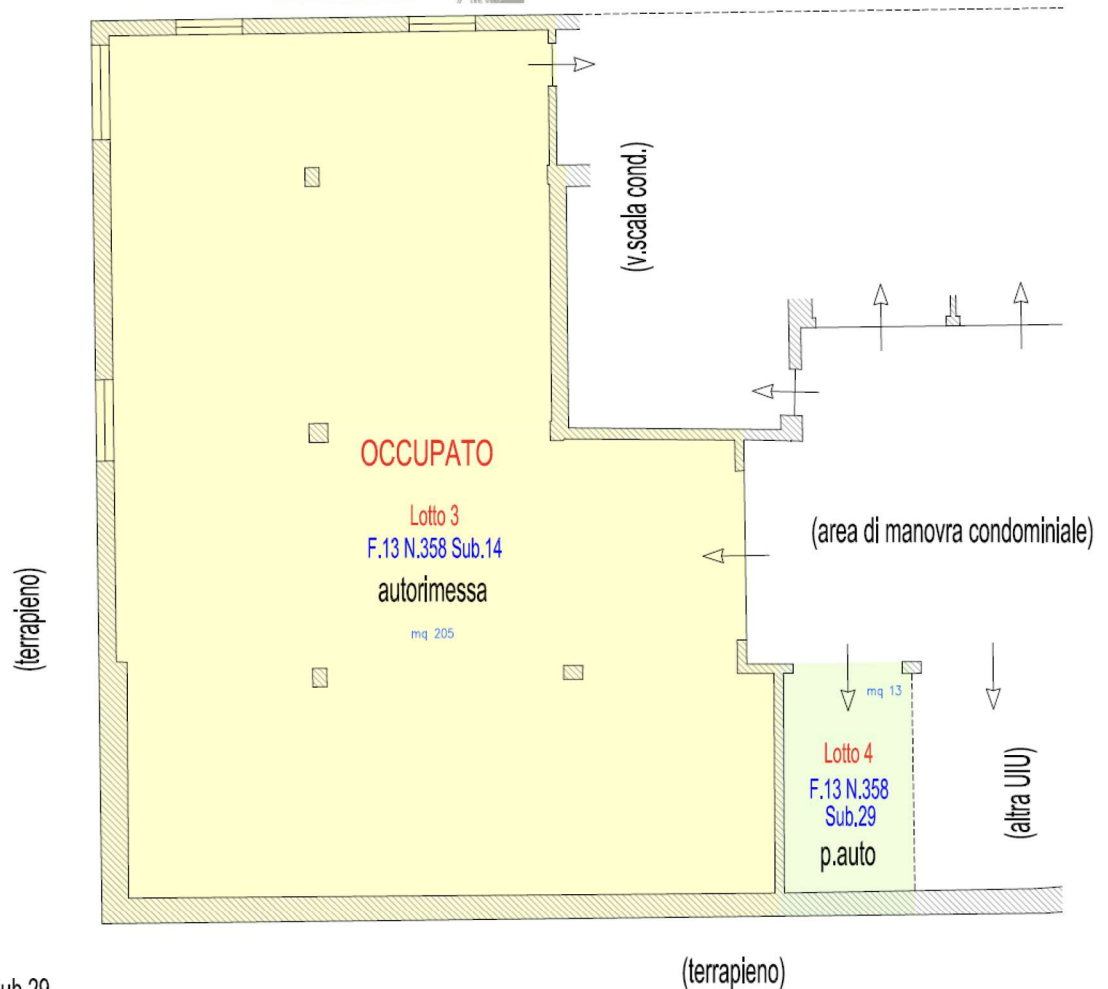 (v.scala cond.)
OCCUPATO
Lotto 3
F.13 N.358 Sub.14
autorimessa
mq 205
(area di manovra condominiale)
(terrapieno)
mq 13
Lotto 4
F.13 N.358
Sub.29
p.auto
(altra UIU)
(terrapieno)